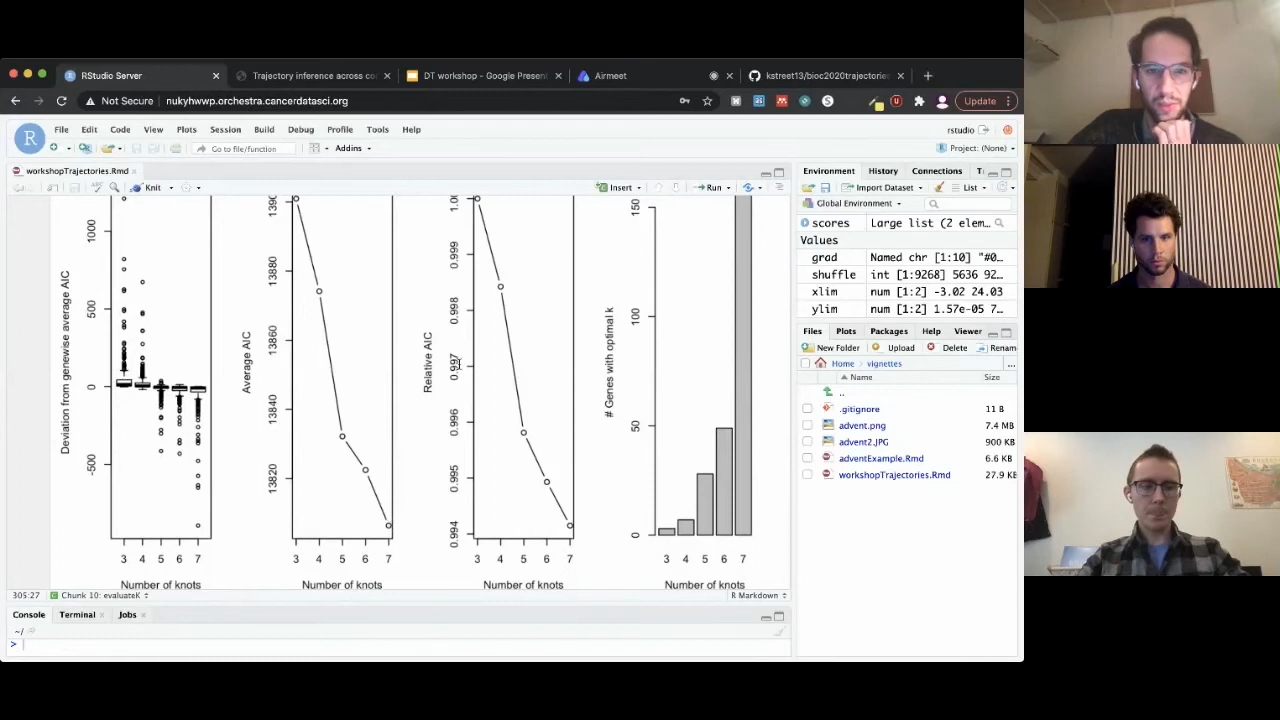 RStudio Server
Trajectory inference across co
DT workshop - Google Present
Airmeet
kstreet13/bioc2020trajectories
Not Secure nukyhwwp.orchestra.cancerdatasci.org
Update
File Edit Code View Plots Session Build Debug Profile Tools Help
rstudio
Go to file/function
Addins
Project: (None)
workshopTrajectories.Rmd
Knit
Insert
Run
Deviation from genewise average AIC
1000
500
0
-500
3 4 5 6 7
Number of knots
Average AIC
13880
13860
13840
13820
3 4 5 6 7
Number of knots
Relative AIC
0.999
0.998
0.997
0.996
0.995
0.994
3 4 5 6 7
Number of knots
# Genes with optimal k
150
100
50
0
3 4 5 6 7
Number of knots
305:27
Chunk 10: evaluateK
R Markdown
Console Terminal Jobs
~/
>
Environment History Connections
Import Dataset
List
Global Environment
scores Large list (2 elem…
Values
grad Named chr [1:10] "#0…
shuffle int [1:9268] 5636 92…
xlim num [1:2] -3.02 24.03
ylim num [1:2] 1.57e-05 7…
Files Plots Packages Help Viewer
New Folder Upload Delete Renam
Home vignettes
...
Name Size
..
.gitignore 11 B
advent.png 7.4 MB
advent2.JPG 900 KB
adventExample.Rmd 6.6 KB
workshopTrajectories.Rmd 27.9 KB